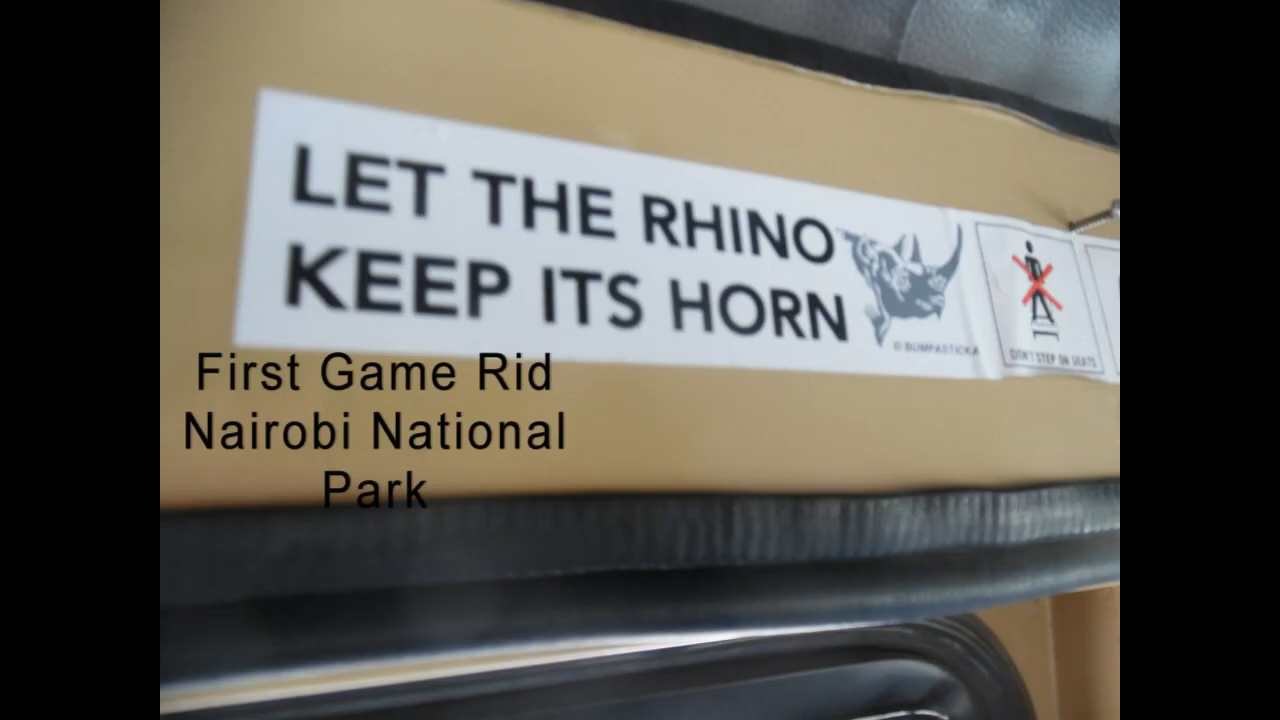 LET THE RHINO
KEEP ITS HORN
© BUMPASTICKA
DON'T STEP ON SEATS
First Game Rid
Nairobi National
Park